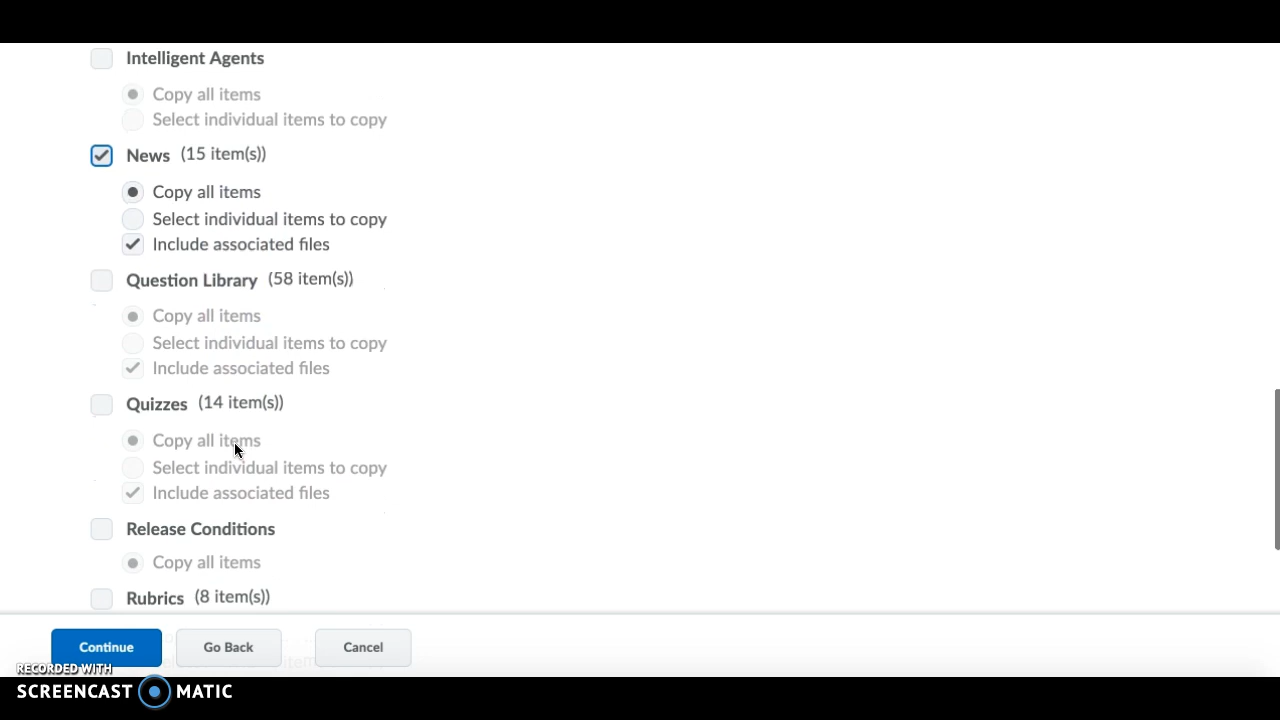 Intelligent Agents
Copy all items
Select individual items to copy
News (15 item(s))
Copy all items
Select individual items to copy
Include associated files
Question Library (58 item(s))
Copy all items
Select individual items to copy
Include associated files
Quizzes (14 item(s))
Copy all items
Select individual items to copy
Include associated files
Release Conditions
Copy all items
Rubrics (8 item(s))
Continue Go Back Cancel
RECORDED WITH
SCREENCAST MATIC